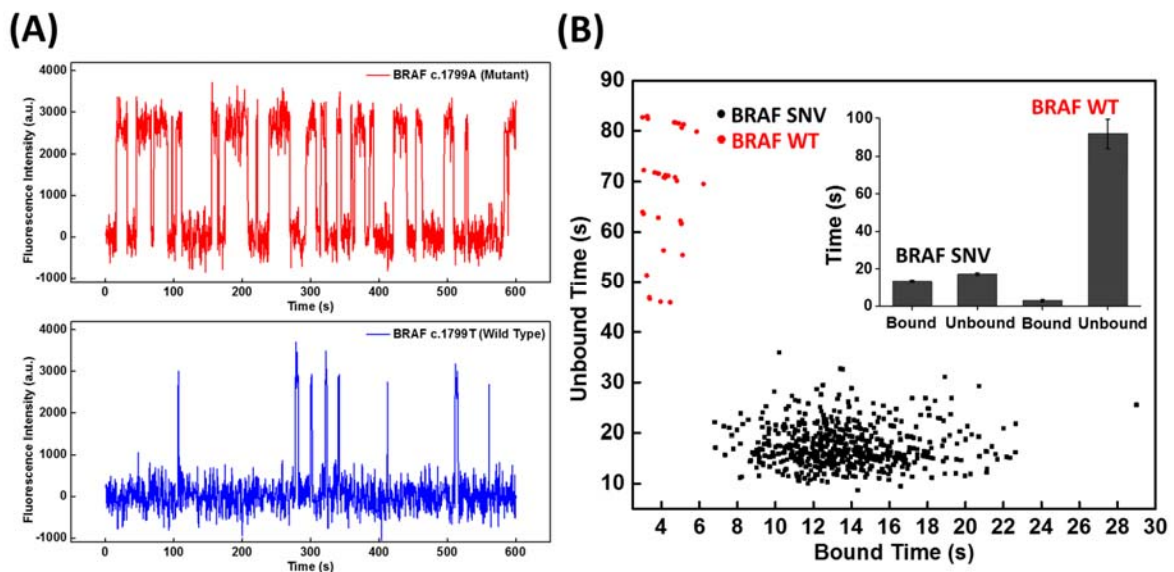 (A)
4000
3000
2000
1000
0
-1000
Fluorescence Intensity (a.u.)
BRAF c.1799A (Mutant)
0 100 200 300 400 500 600
Time (s)
4000
3000
2000
1000
0
-1000
Fluorescence Intensity (a.u.)
BRAF c.1799T (Wild Type)
0 100 200 300 400 500 600
Time (s)
(B)
90
80
70
60
50
40
30
20
10
Unbound Time (s)
BRAF SNV
BRAF WT
BRAF WT
100
80
60
40
20
0
Time (s)
BRAF SNV
Bound Unbound Bound Unbound
4 6 8 10 12 14 16 18 20 22 24 26 28 30
Bound Time (s)